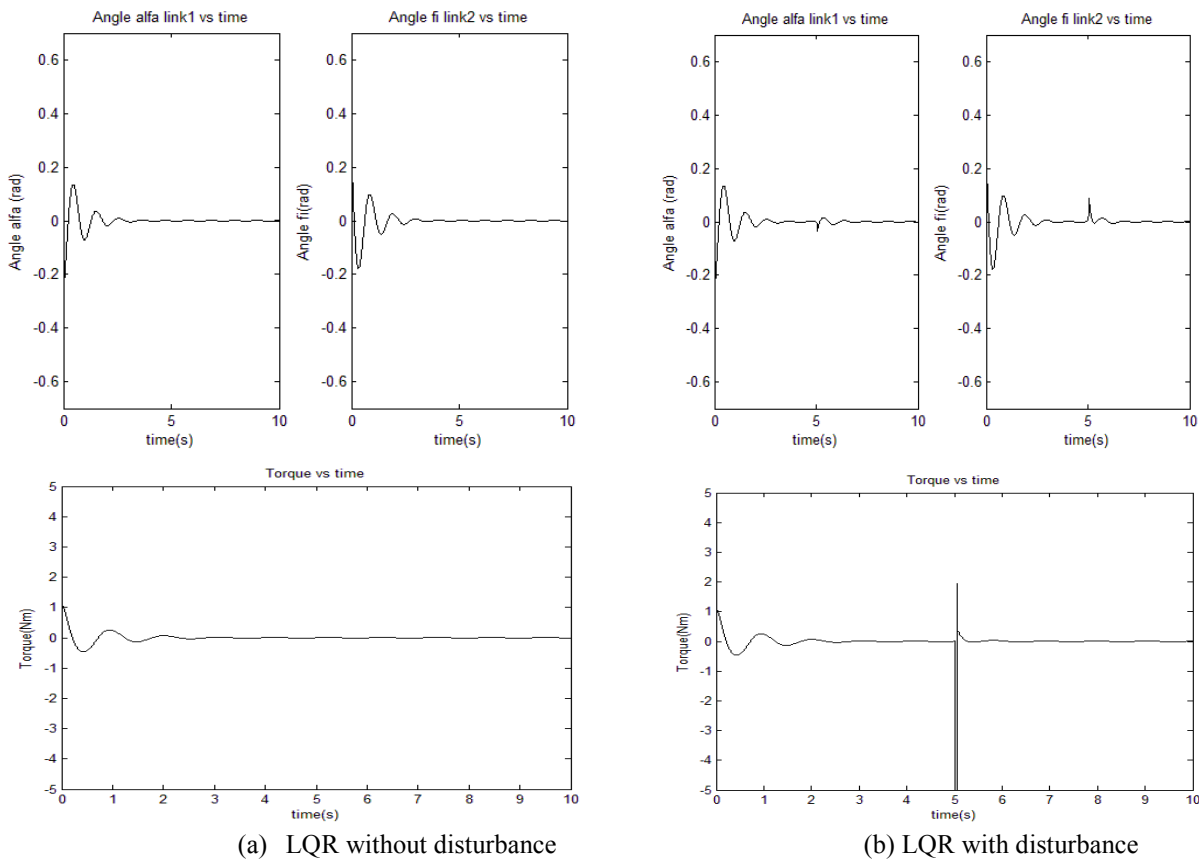 Angle alfa link1 vs time
Angle fi link2 vs time
Angle alfa (rad)
0.6
0.4
0.2
0
-0.2
-0.4
-0.6
0 5 10
time(s)
Angle fi(rad)
0.6
0.4
0.2
0
-0.2
-0.4
-0.6
0 5 10
time(s)
Torque vs time
Torque(Nm)
5
4
3
2
1
0
-1
-2
-3
-4
-5
0 1 2 3 4 5 6 7 8 9 10
time(s)
(a) LQR without disturbance
Angle alfa link1 vs time
Angle fi link2 vs time
Angle alfa (rad)
0.6
0.4
0.2
0
-0.2
-0.4
-0.6
0 5 10
time(s)
Angle fi(rad)
0.6
0.4
0.2
0
-0.2
-0.4
-0.6
0 5 10
time(s)
Torque vs time
Torque(Nm)
5
4
3
2
1
0
-1
-2
-3
-4
-5
0 1 2 3 4 5 6 7 8 9 10
time(s)
(b) LQR with disturbance